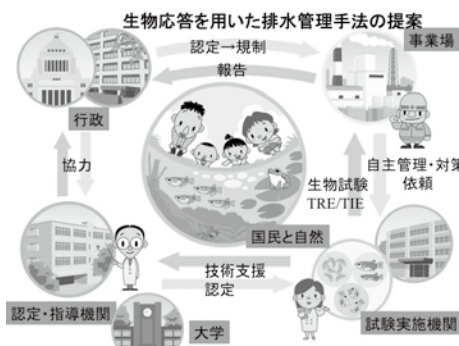 生物応答を用いた排水管理手法の提案
認定→規制
報告
事業場
行政
協力
生物試験
TRE/TIE
自主管理・対策
依頼
国民と自然
技術支援
認定
認定・指導機関
大学
試験実施機関